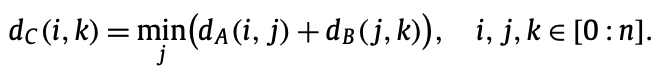 d_C(i, k) = min_j (d_A(i, j) + d_B(j, k)), i, j, k ∈ [0 : n].